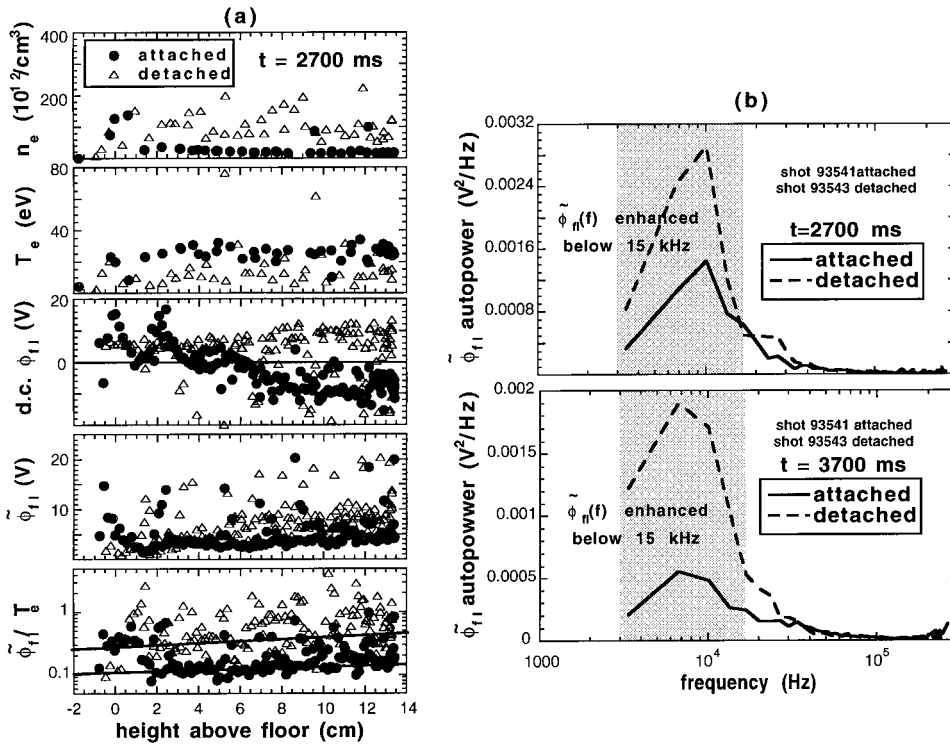 (a)
400
200
0
n_e (10^12/cm^3)
attached
detached
t = 2700 ms
80
40
0
T_e (eV)
20
0
d.c. ϕ_fl (V)
20
10
ϕ̃_fl (V)
1
0.1
ϕ̃_fl / T_e
-2 0 2 4 6 8 10 12 14
height above floor (cm)
(b)
0.0032
0.0024
0.0016
0.0008
0
ϕ̃_fl autopower (V^2/Hz)
ϕ̃_fl(f) enhanced
below 15 kHz
shot 93541attached
shot 93543 detached
t=2700 ms
attached
detached
0.002
0.0015
0.001
0.0005
0
ϕ̃_fl autopowwer (V^2/Hz)
ϕ̃_fl(f) enhanced
below 15 kHz
shot 93541 attached
shot 93543 detached
t = 3700 ms
attached
detached
1000 10^4 10^5
frequency (Hz)